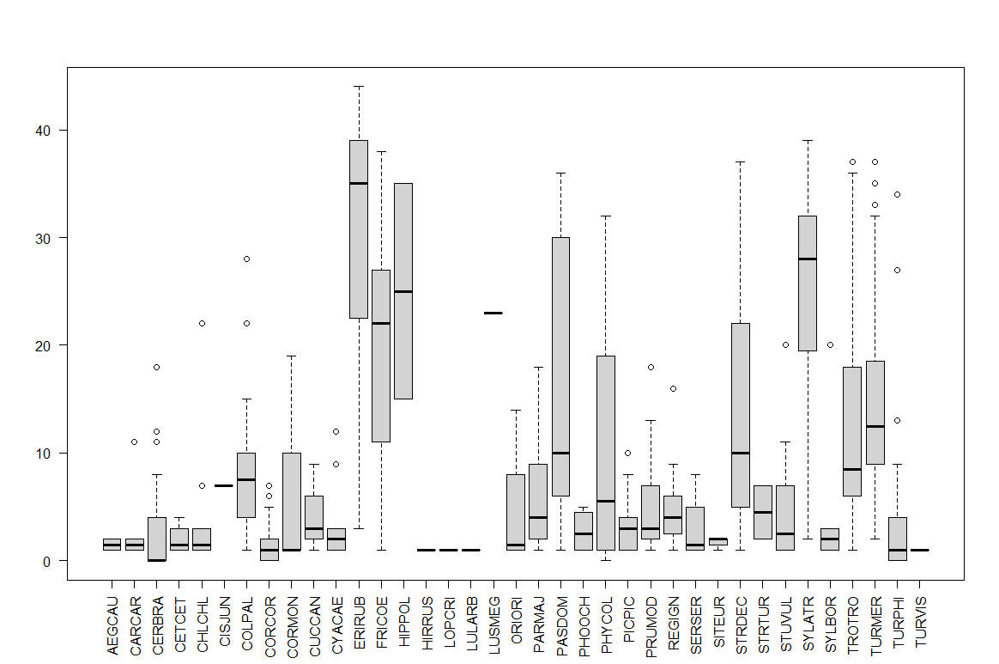 40
30
20
10
0
AEGCAU
CARCAR
CERBRA
CETCET
CHLCHL
CISJUN
COLPAL
CORCOR
CORMON
CUCCAN
CYACAE
ERIRUB
FRICOE
HIPPOL
HIRRUS
LOPCRI
LULARB
LUSMEG
ORIORI
PARMAJ
PASDOM
PHOOCH
PHYCOL
PICPIC
PRUMOD
REGIGN
SERSER
SITEUR
STRDEC
STRTUR
STUVUL
SYLATR
SYLBOR
TROTRO
TURMER
TURPHI
TURVIS